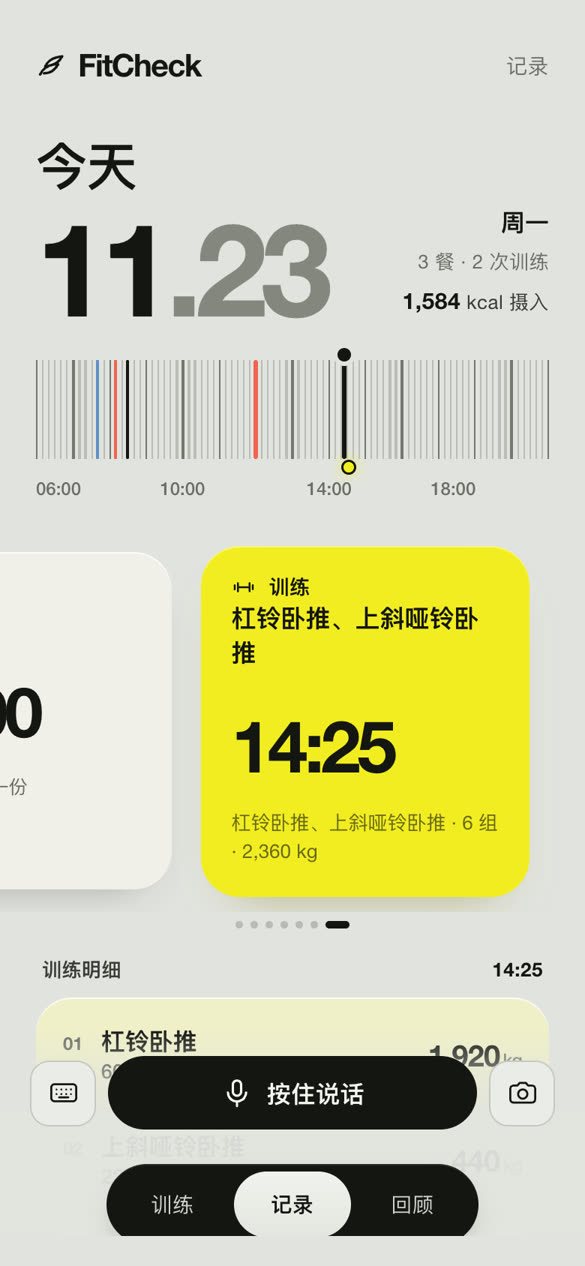 FitCheck
记录
今天
11.23
周一
3 餐 · 2 次训练
1,584 kcal 摄入
06:00 10:00 14:00 18:00
训练
杠铃卧推、上斜哑铃卧
推
14:25
一份
杠铃卧推、上斜哑铃卧推 · 6 组
· 2,360 kg
训练明细
14:25
01 杠铃卧推
1,920 kg
按住说话
02 上斜哑铃卧推
440 kg
训练
记录
回顾